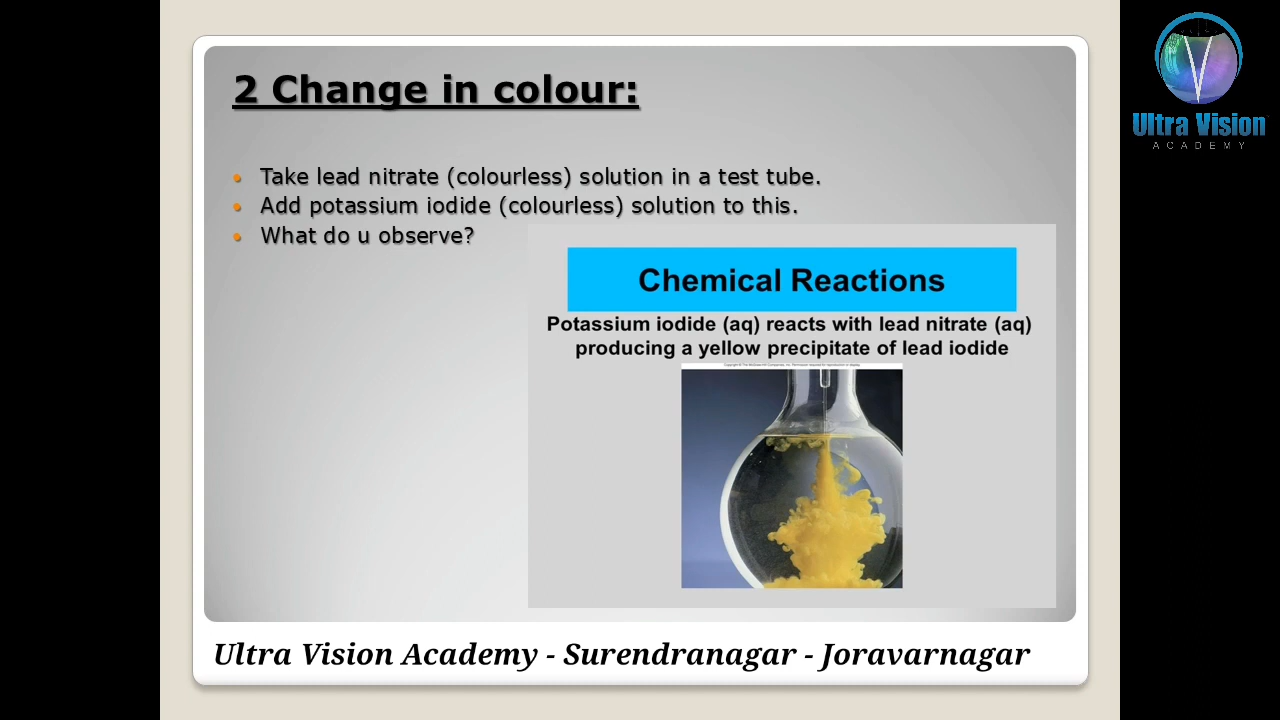 2 Change in colour:
Take lead nitrate (colourless) solution in a test tube.
Add potassium iodide (colourless) solution to this.
What do u observe?
Chemical Reactions
Potassium iodide (aq) reacts with lead nitrate (aq)
producing a yellow precipitate of lead iodide
Ultra Vision Academy - Surendranagar - Joravarnagar
Ultra Vision
ACADEMY